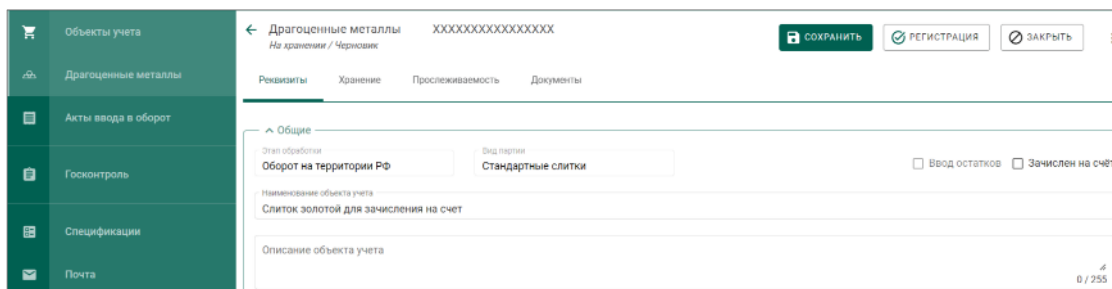 Объекты учета
Драгоценные металлы
Акты ввода в оборот
Госконтроль
Спецификации
Почта
Драгоценные металлы XXXXXXXXXXXXXXXX
На хранении / Черновик
СОХРАНИТЬ РЕГИСТРАЦИЯ ЗАКРЫТЬ
Реквизиты Хранение Прослеживаемость Документы
Общие
Этап обработки Вид партии
Оборот на территории РФ Стандартные слитки Ввод остатков Зачислен на счёт
Наименование объекта учета
Слиток золотой для зачисления на счет
Описание объекта учета
0 / 255